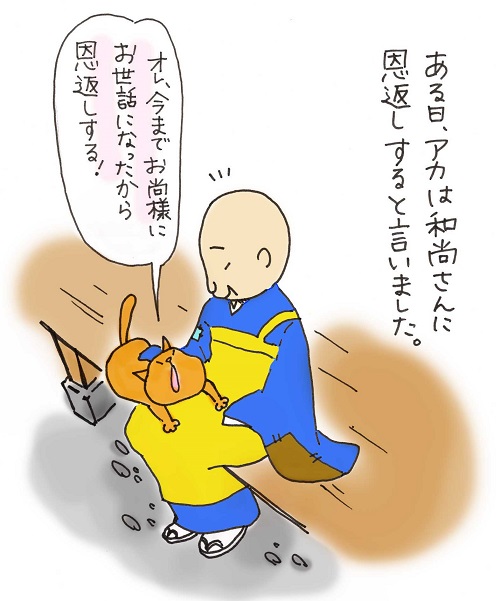 ある日、アカは和尚さんに
恩返しすると言いました。
オレ、今までお尚様に
お世話になったから
恩返しする!